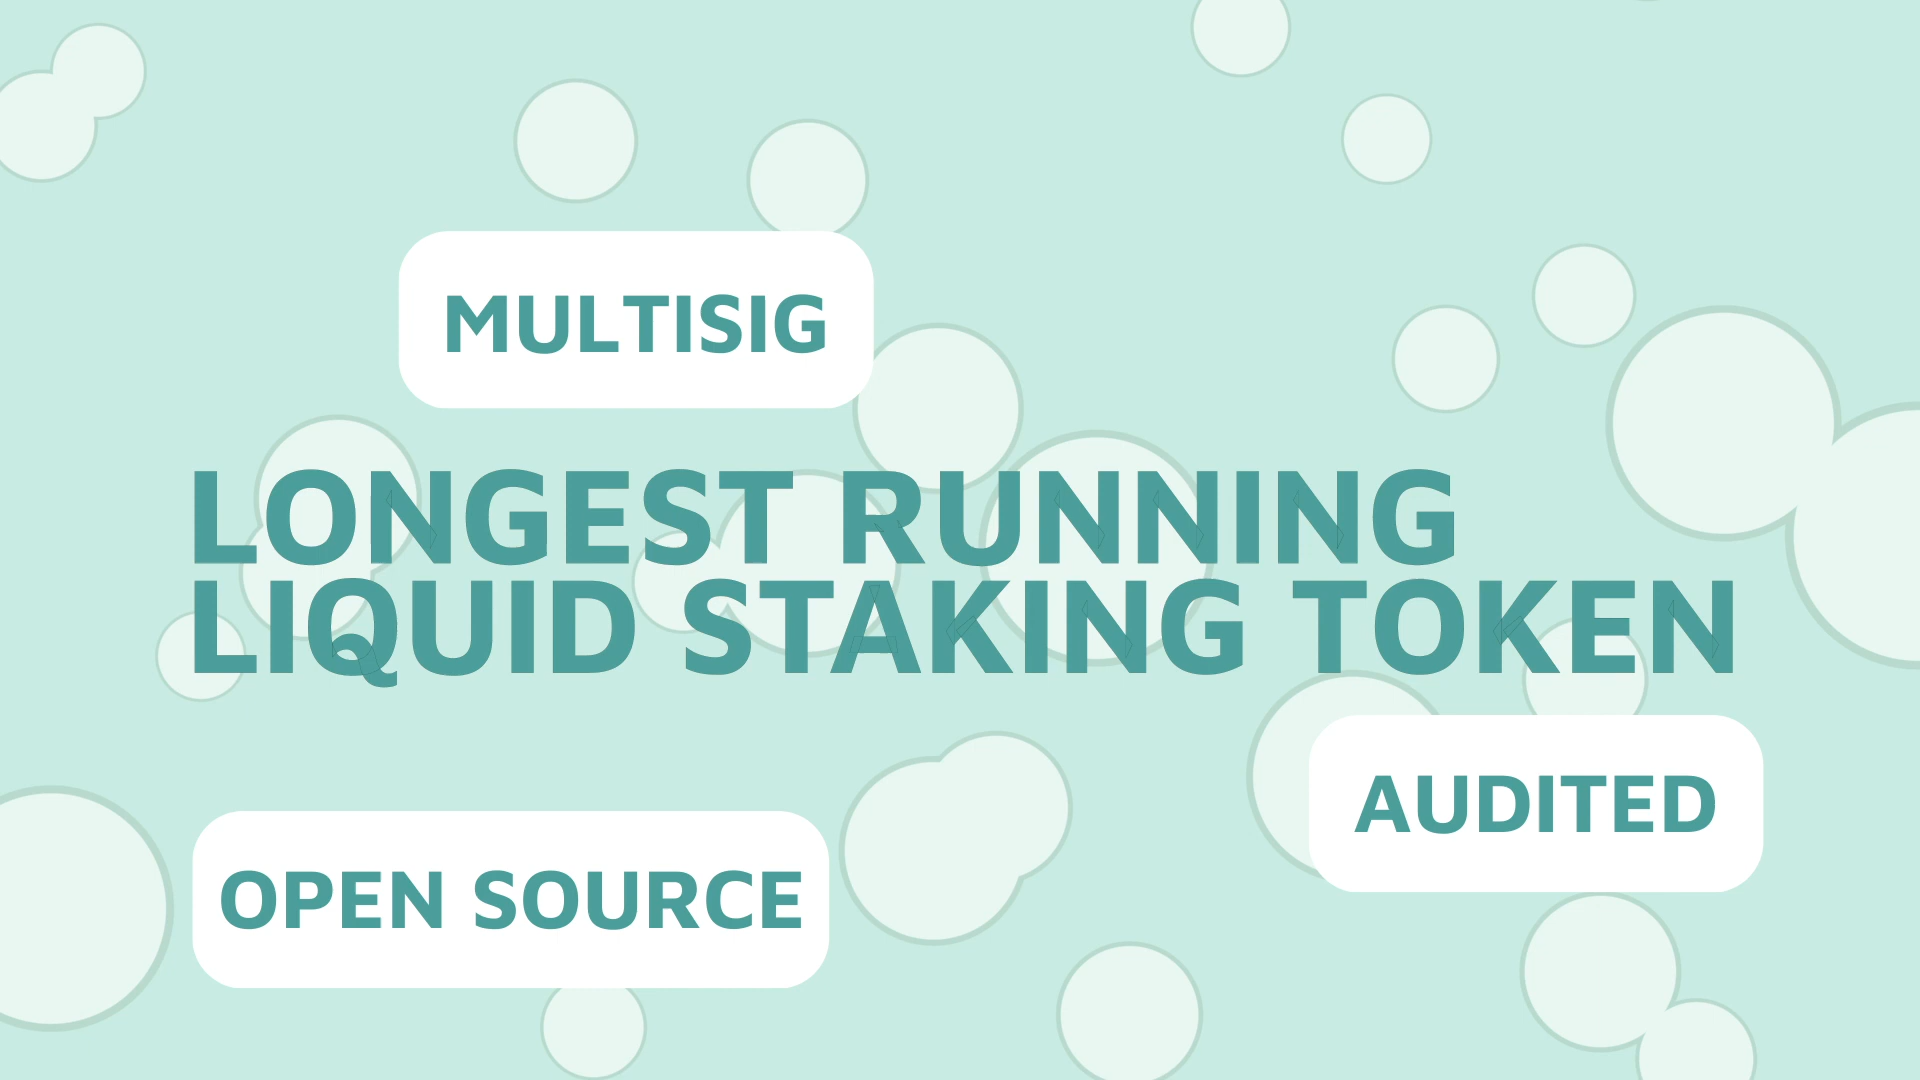 MULTISIG
LONGEST RUNNING
LIQUID STAKING TOKEN
AUDITED
OPEN SOURCE